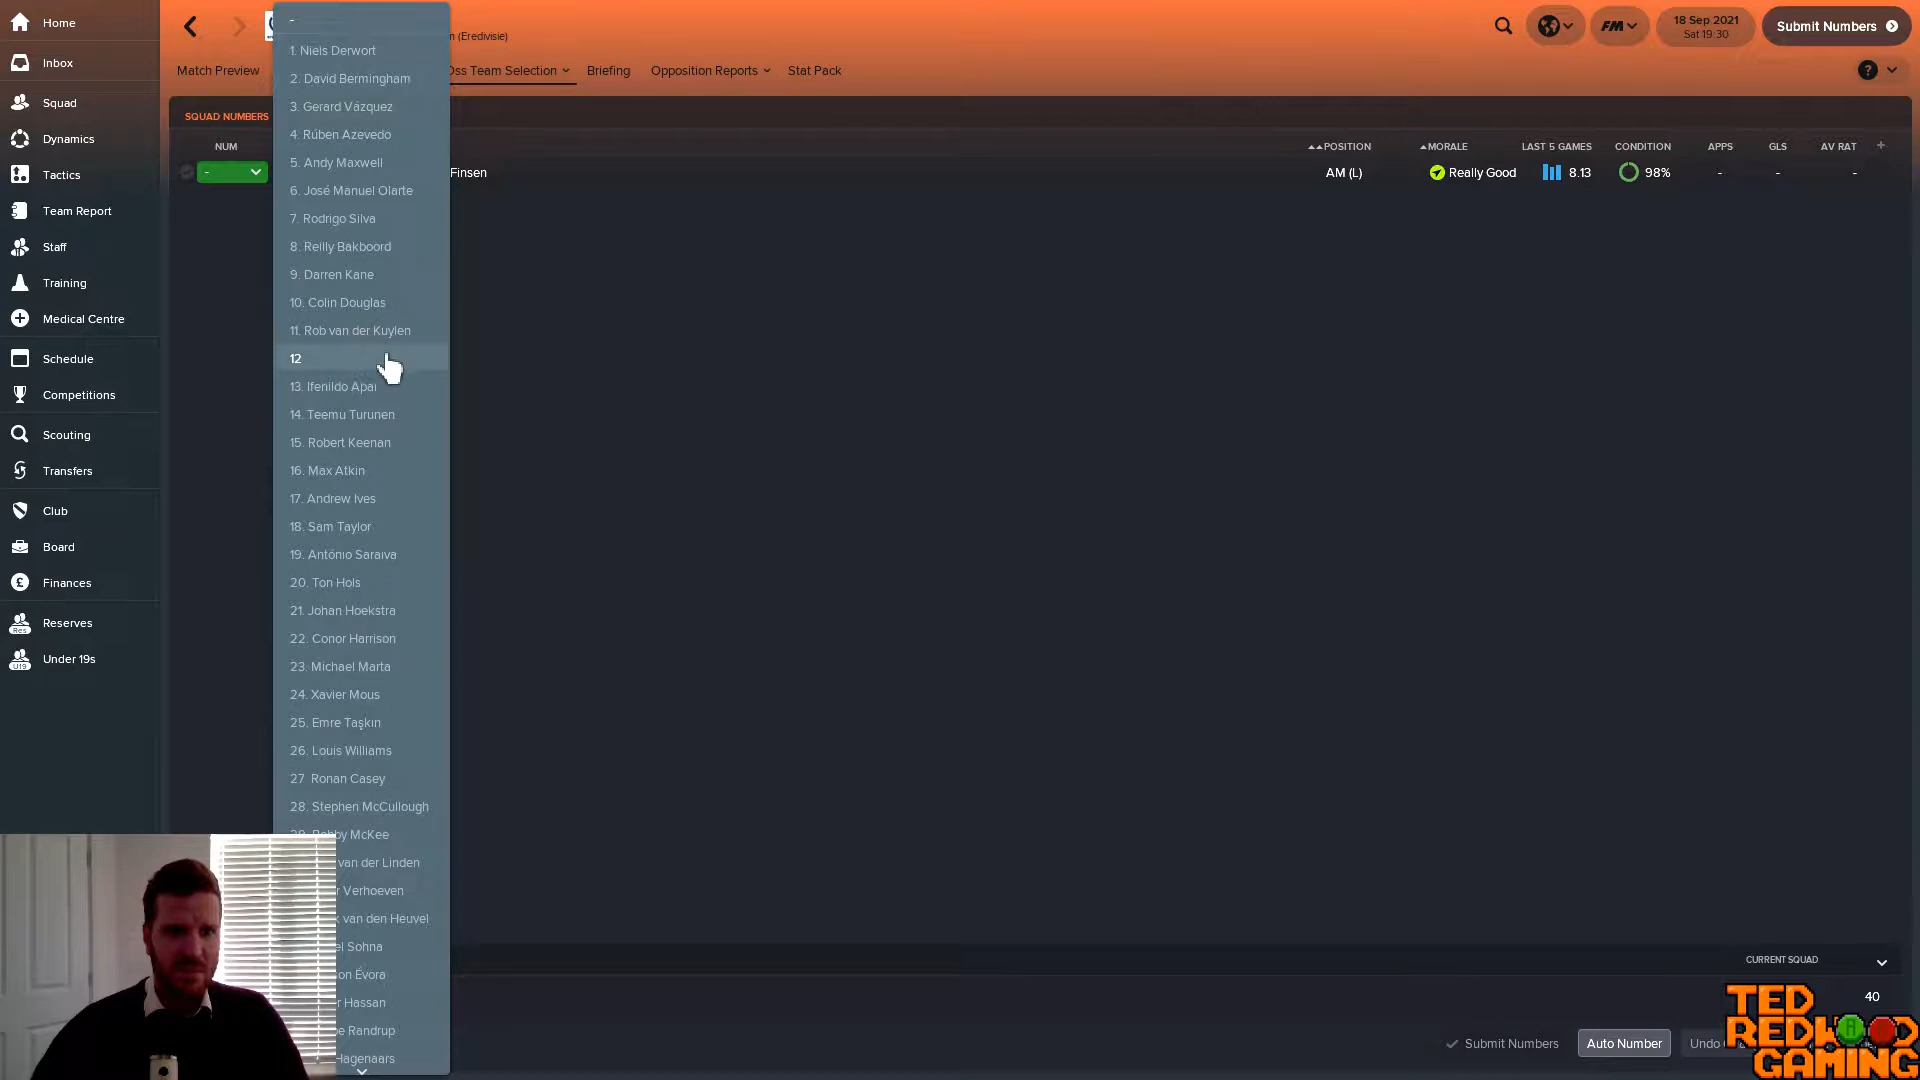 Home
Inbox
Squad
Dynamics
Tactics
Team Report
Staff
Training
Medical Centre
Schedule
Competitions
Scouting
Transfers
Club
Board
Finances
Res
Reserves
U19
Under 19s
(Eredivisie)
FM
18 Sep 2021
Sat 19:30
Submit Numbers
Match Preview
Oss Team Selection
Briefing
Opposition Reports
Stat Pack
?
SQUAD NUMBERS
NUM
POSITION
MORALE
LAST 5 GAMES
CONDITION
APPS
GLS
AV RAT
+
-
Finsen
AM (L)
Really Good
8.13
98%
-
-
-
-
1. Niels Derwort
2. David Bermingham
3. Gerard Vázquez
4. Rúben Azevedo
5. Andy Maxwell
6. José Manuel Olarte
7. Rodrigo Silva
8. Reilly Bakboord
9. Darren Kane
10. Colin Douglas
11. Rob van der Kuylen
12
13. Ifenildo Apai
14. Teemu Turunen
15. Robert Keenan
16. Max Atkin
17. Andrew Ives
18. Sam Taylor
19. António Saraiva
20. Ton Hols
21. Johan Hoekstra
22. Conor Harrison
23. Michael Marta
24. Xavier Mous
25. Emre Taşkın
26. Louis Williams
27 Ronan Casey
28. Stephen McCullough
29. Bobby McKee
van der Linden
Verhoeven
van den Heuvel
Sohna
Évora
Hassan
Randrup
Hagenaars
CURRENT SQUAD
40
Submit Numbers
Auto Number
Undo
TED
REDWOOD
GAMING